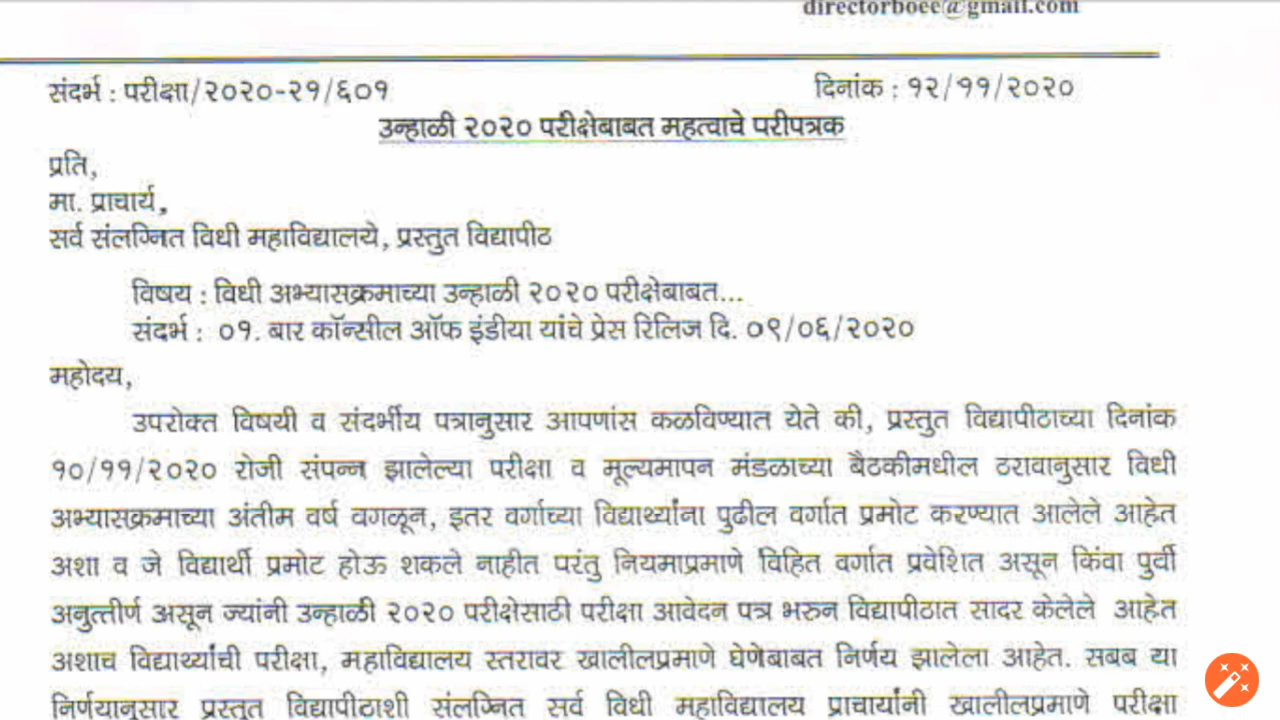 directorboee@gmail.com
संदर्भ : परीक्षा/२०२०-२१/६०१ दिनांक : १२/११/२०२०
उन्हाळी २०२० परीक्षेबाबत महत्वाचे परीपत्रक
प्रति,
मा. प्राचार्य,
सर्व संलग्नित विधी महाविद्यालये, प्रस्तुत विद्यापीठ
विषय : विधी अभ्यासक्रमाच्या उन्हाळी २०२० परीक्षेबाबत...
संदर्भ : ०१. बार कॉन्सील ऑफ इंडीया यांचे प्रेस रिलिज दि. ०९/०६/२०२०
महोदय,
उपरोक्त विषयी व संदर्भीय पत्रानुसार आपणांस कळविण्यात येते की, प्रस्तुत विद्यापीठाच्या दिनांक
१०/११/२०२० रोजी संपन्न झालेल्या परीक्षा व मूल्यमापन मंडळाच्या बैठकीमधील ठरावानुसार विधी
अभ्यासक्रमाच्या अंतीम वर्ष वगळून, इतर वर्गाच्या विद्यार्थ्यांना पुढील वर्गात प्रमोट करण्यात आलेले आहेत
अशा व जे विद्यार्थी प्रमोट होऊ शकले नाहीत परंतु नियमाप्रमाणे विहित वर्गात प्रवेशित असून किंवा पुर्वी
अनुत्तीर्ण असून ज्यांनी उन्हाळी २०२० परीक्षेसाठी परीक्षा आवेदन पत्र भरुन विद्यापीठात सादर केलेले आहेत
अशाच विद्यार्थ्यांची परीक्षा, महाविद्यालय स्तरावर खालीलप्रमाणे घेणेबाबत निर्णय झालेला आहेत. सबब या
निर्णयानुसार प्रस्तुत विद्यापीठाशी संलग्नित सर्व विधी महाविद्यालय प्राचार्यांनी खालीलप्रमाणे परीक्षा